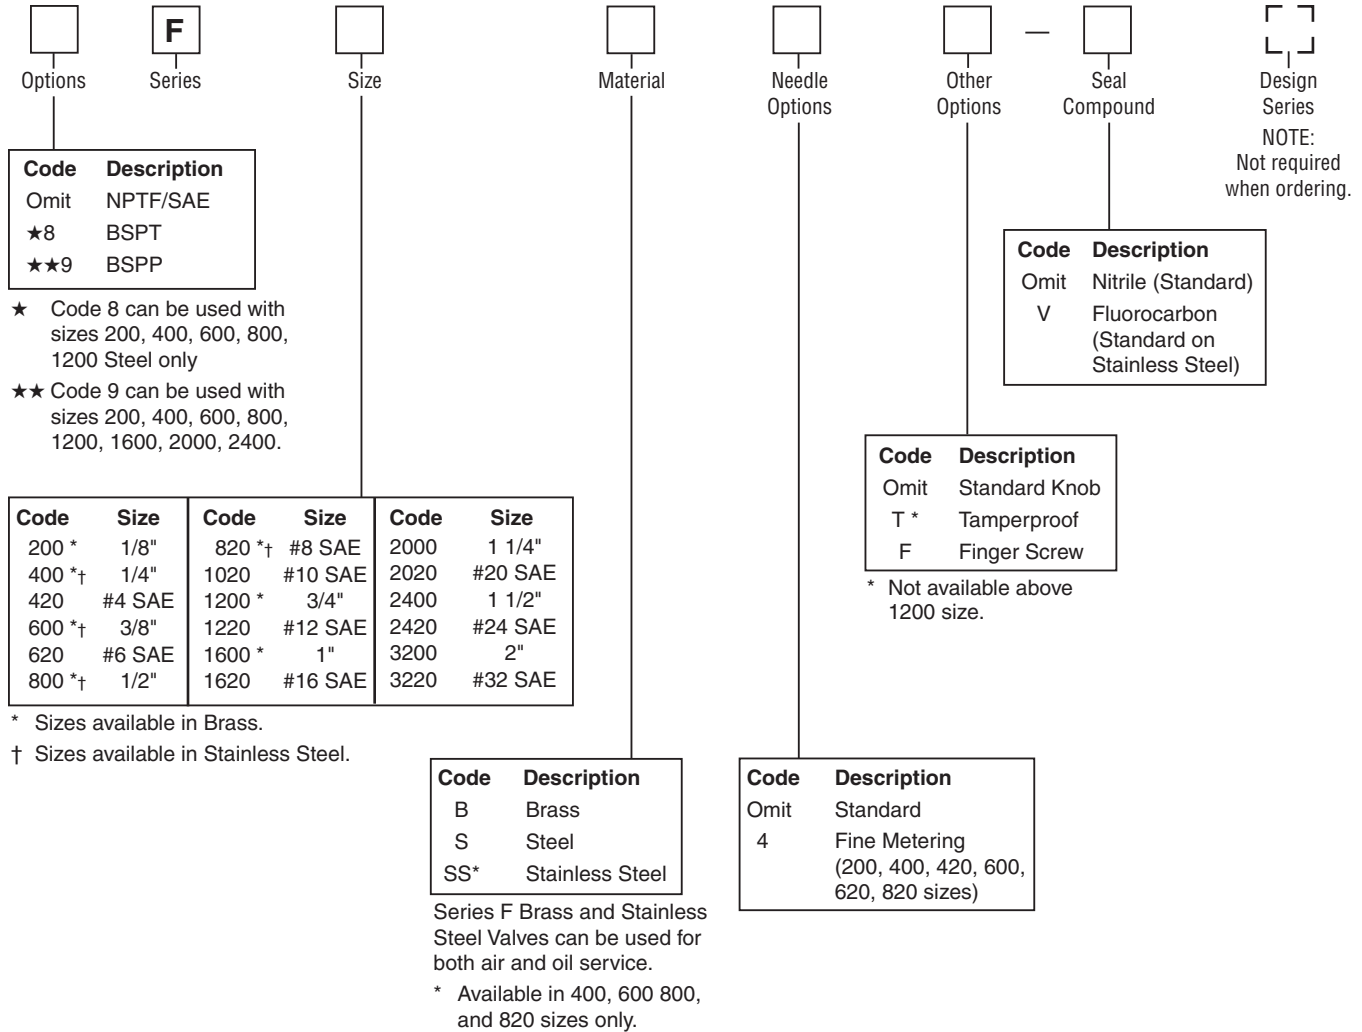 F
—
Options Series Size Material Needle Options Other Options Seal Compound Design Series
NOTE:
Not required
when ordering.
Code Description
Omit NPTF/SAE
★8 BSPT
★★9 BSPP
★ Code 8 can be used with
sizes 200, 400, 600, 800,
1200 Steel only
★★ Code 9 can be used with
sizes 200, 400, 600, 800,
1200, 1600, 2000, 2400.
Code Description
Omit Nitrile (Standard)
V Fluorocarbon
(Standard on
Stainless Steel)
Code Description
Omit Standard Knob
T * Tamperproof
F Finger Screw
* Not available above
1200 size.
Code Size Code Size Code Size
200 * 1/8" 820 *† #8 SAE 2000 1 1/4"
400 *† 1/4" 1020 #10 SAE 2020 #20 SAE
420 #4 SAE 1200 * 3/4" 2400 1 1/2"
600 *† 3/8" 1220 #12 SAE 2420 #24 SAE
620 #6 SAE 1600 * 1" 3200 2"
800 *† 1/2" 1620 #16 SAE 3220 #32 SAE
* Sizes available in Brass.
† Sizes available in Stainless Steel.
Code Description
B Brass
S Steel
SS* Stainless Steel
Series F Brass and Stainless
Steel Valves can be used for
both air and oil service.
* Available in 400, 600 800,
and 820 sizes only.
Code Description
Omit Standard
4 Fine Metering
(200, 400, 420, 600,
620, 820 sizes)